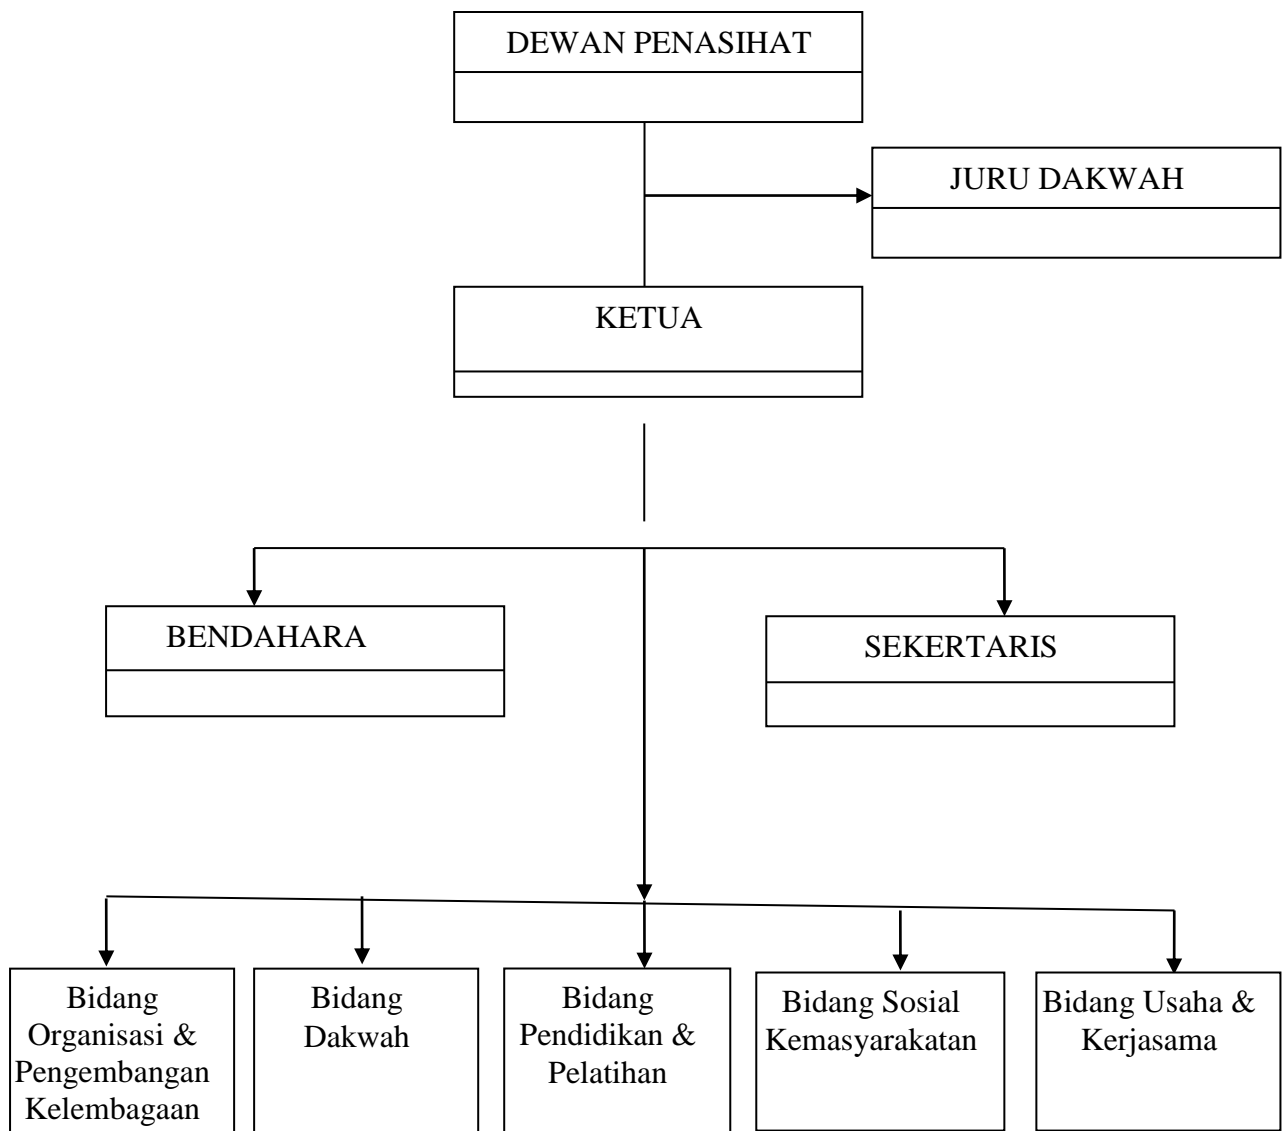 DEWAN PENASIHAT
JURU DAKWAH
KETUA
BENDAHARA
SEKERTARIS
Bidang
Organisasi &
Pengembangan
Kelembagaan
Bidang
Dakwah
Bidang
Pendidikan &
Pelatihan
Bidang Sosial
Kemasyarakatan
Bidang Usaha &
Kerjasama